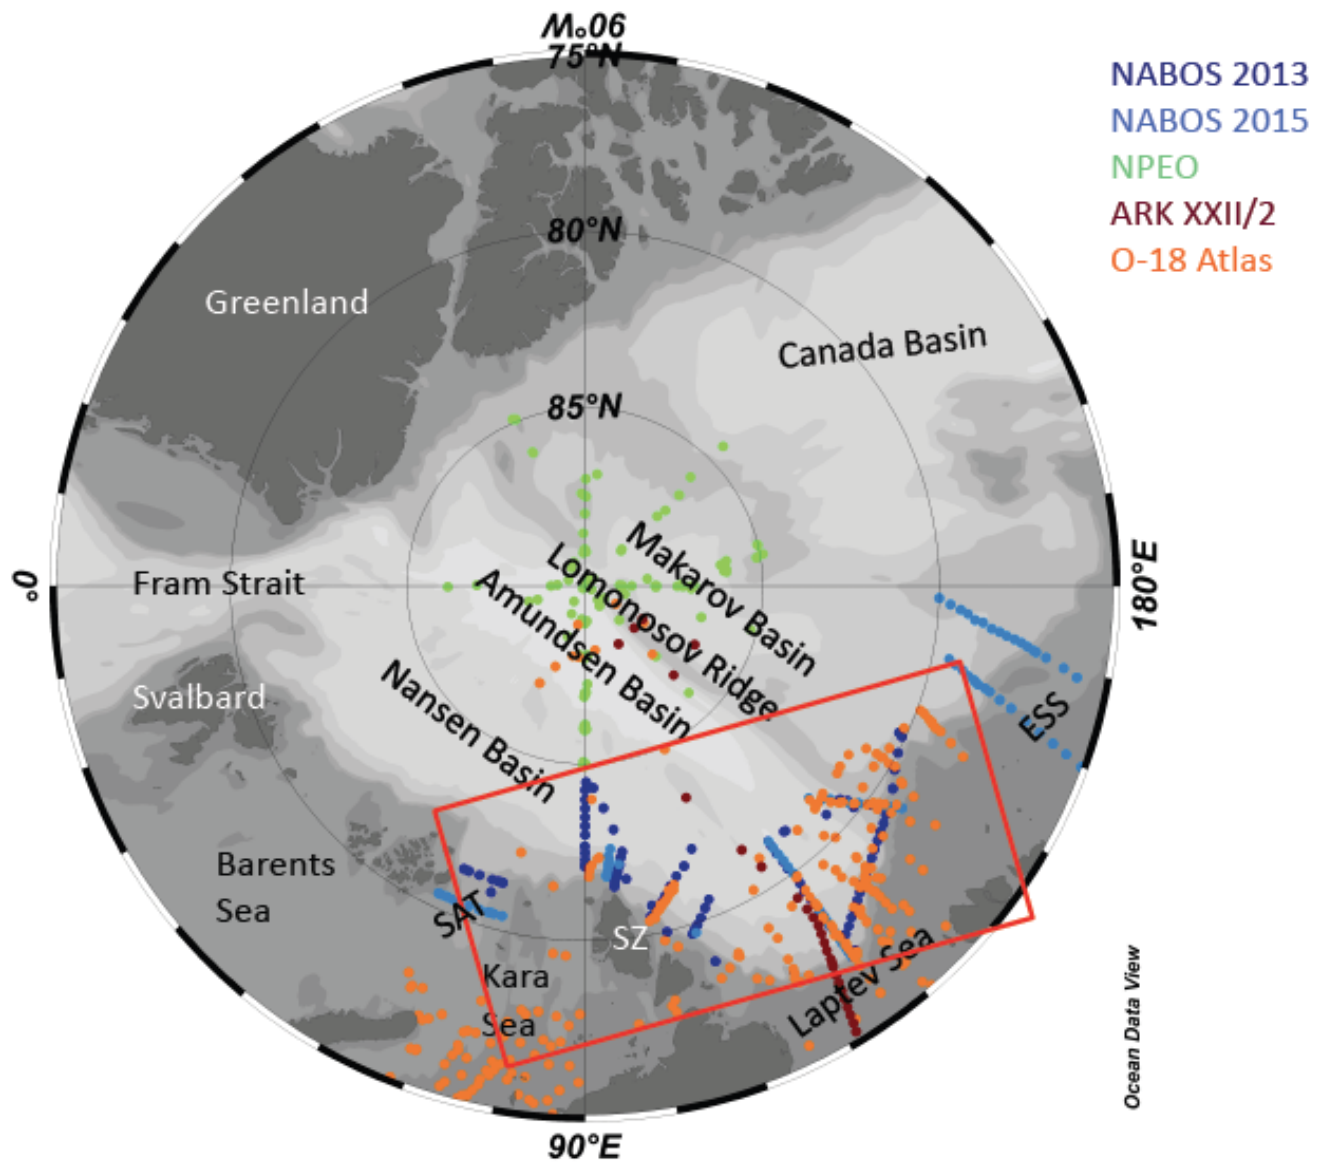 90°W
75°N
NABOS 2013
NABOS 2015
NPEO
ARK XXII/2
O-18 Atlas
80°N
Greenland
Canada Basin
85°N
Makarov Basin
Lomonosov Ridge
Amundsen Basin
Nansen Basin
0°
Fram Strait
180°E
Svalbard
ESS
Barents
Sea
SAT
SZ
Kara
Sea
Laptev Sea
Ocean Data View
90°E